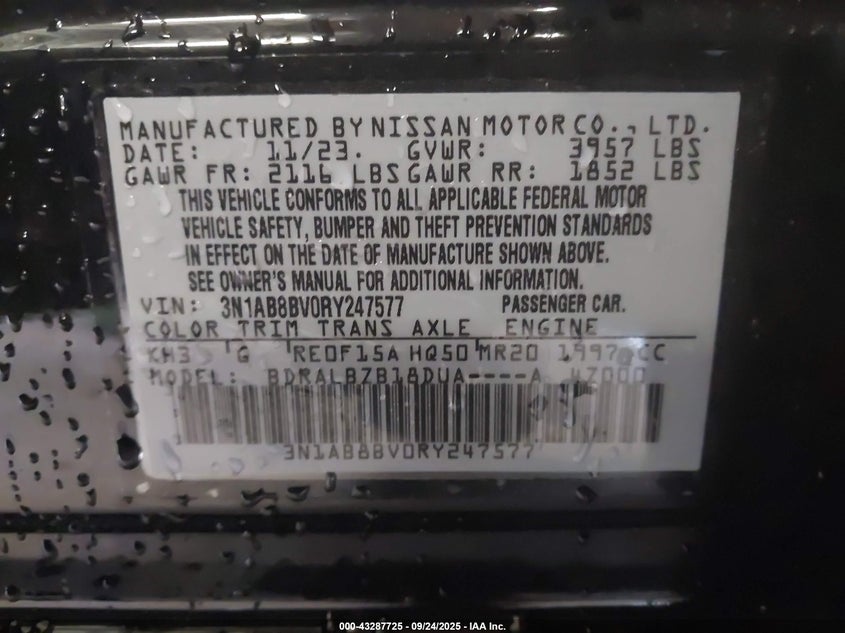 MANUFACTURED BY NISSAN MOTOR CO., LTD.
DATE: 11/23. GVWR: 3957 LBS
GAWR FR: 2116 LBS GAWR RR: 1852 LBS
THIS VEHICLE CONFORMS TO ALL APPLICABLE FEDERAL MOTOR
VEHICLE SAFETY, BUMPER AND THEFT PREVENTION STANDARDS
IN EFFECT ON THE DATE OF MANUFACTURE SHOWN ABOVE.
SEE OWNER'S MANUAL FOR ADDITIONAL INFORMATION.
VIN: 3N1AB8BV0RY247577 PASSENGER CAR.
COLOR TRIM TRANS AXLE ENGINE
KH3 G RE0F15A HQ50 MR20 1997 CC
MODEL: BDRALBZB18DUA----A 4Z000
3N1AB8BV0RY247577
000-43287725 - 09/24/2025 - IAA Inc.